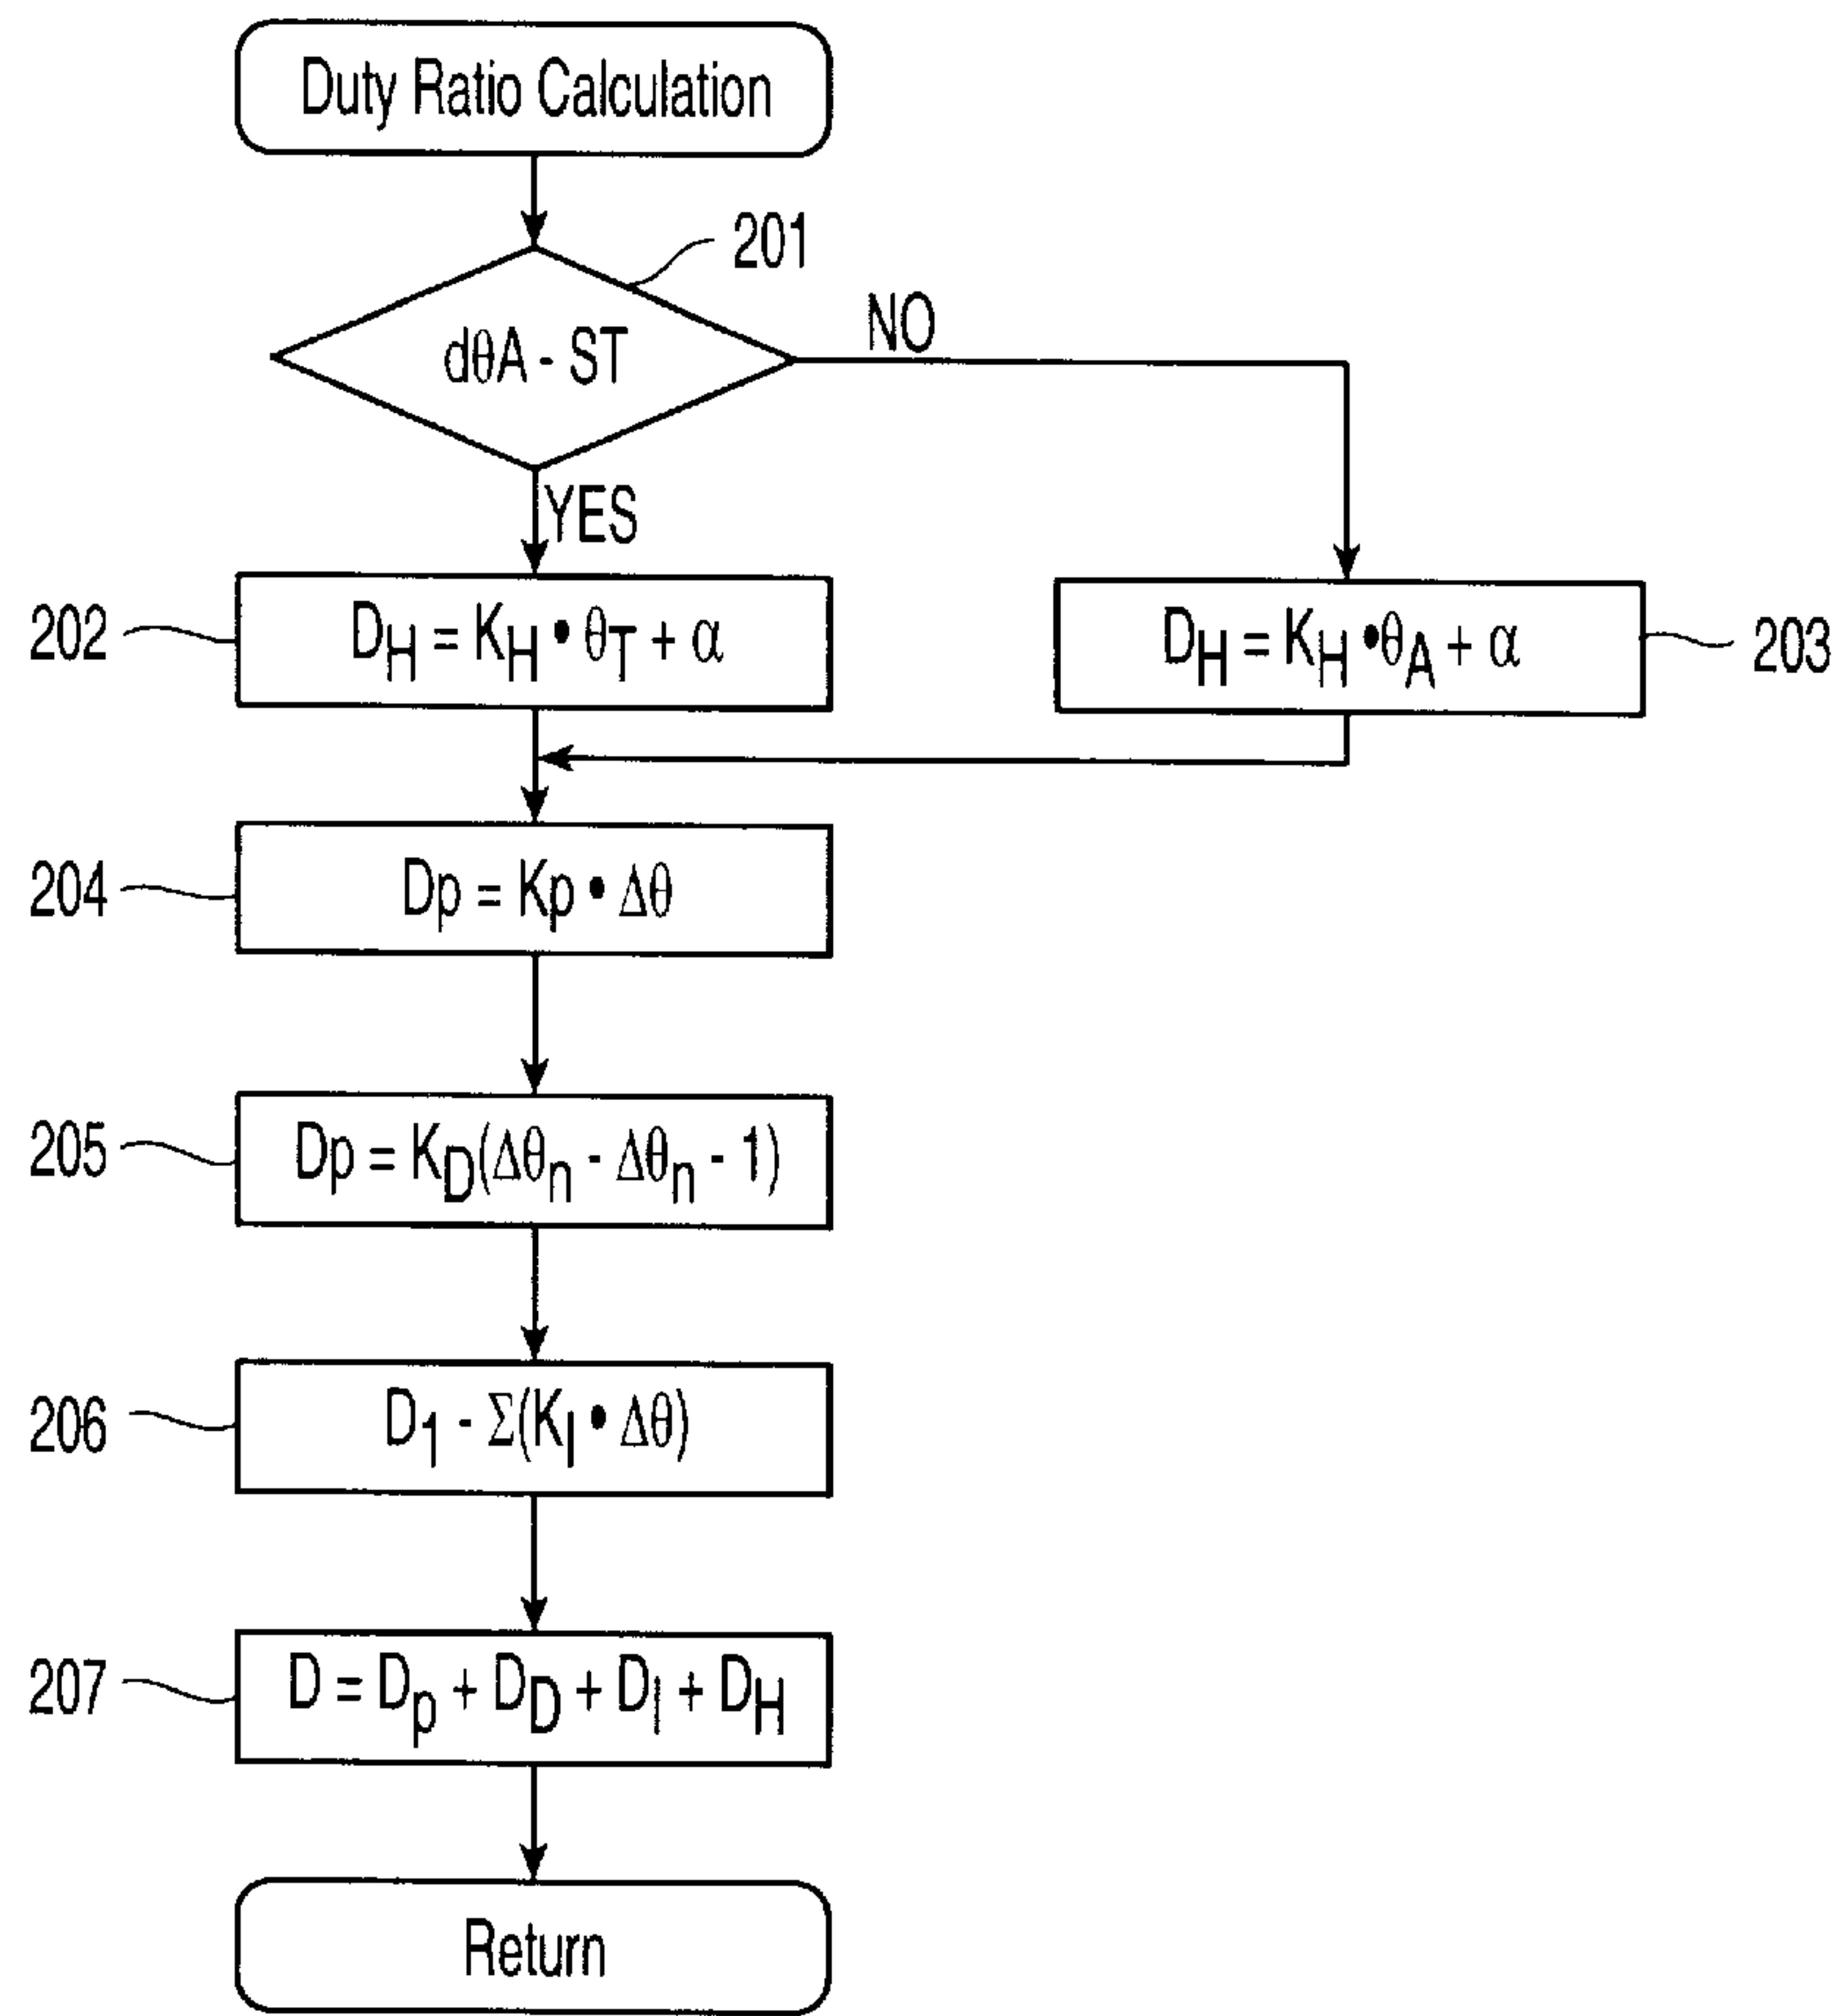 Duty Ratio Calculation
201
dθA - ST
NO
YES
202
D_H = K_H • θ_T + α
D_H = K_H • θ_A + α
203
204
Dp = Kp • Δθ
205
Dp = K_D(Δθ_n - Δθ_n - 1)
206
D_1 - Σ(K_I • Δθ)
207
D = D_p + D_D + D_I + D_H
Return